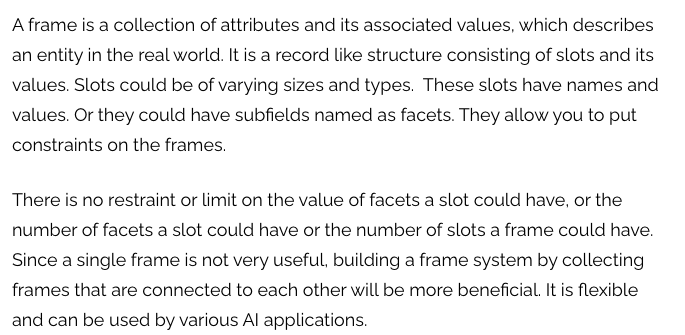 A frame is a collection of attributes and its associated values, which describes
an entity in the real world. It is a record like structure consisting of slots and its
values. Slots could be of varying sizes and types.  These slots have names and
values. Or they could have subfields named as facets. They allow you to put
constraints on the frames.

There is no restraint or limit on the value of facets a slot could have, or the
number of facets a slot could have or the number of slots a frame could have.
Since a single frame is not very useful, building a frame system by collecting
frames that are connected to each other will be more beneficial. It is flexible
and can be used by various AI applications.